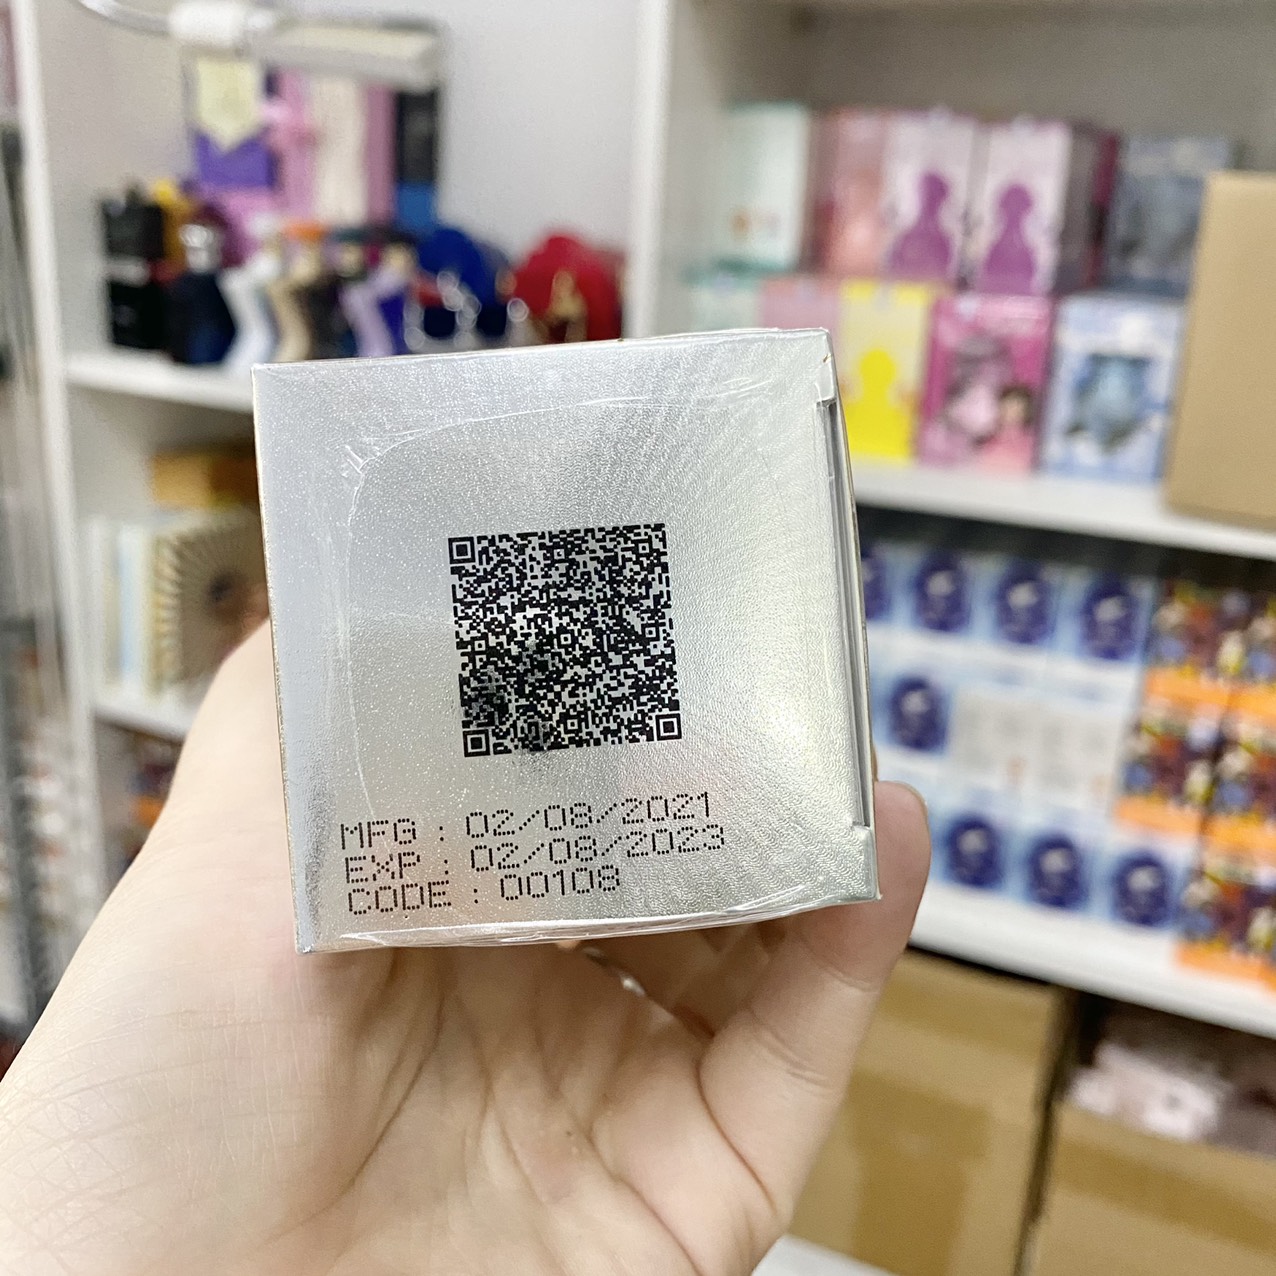 MFG : 02/08/2021
EXP : 02/08/2023
CODE : 00108